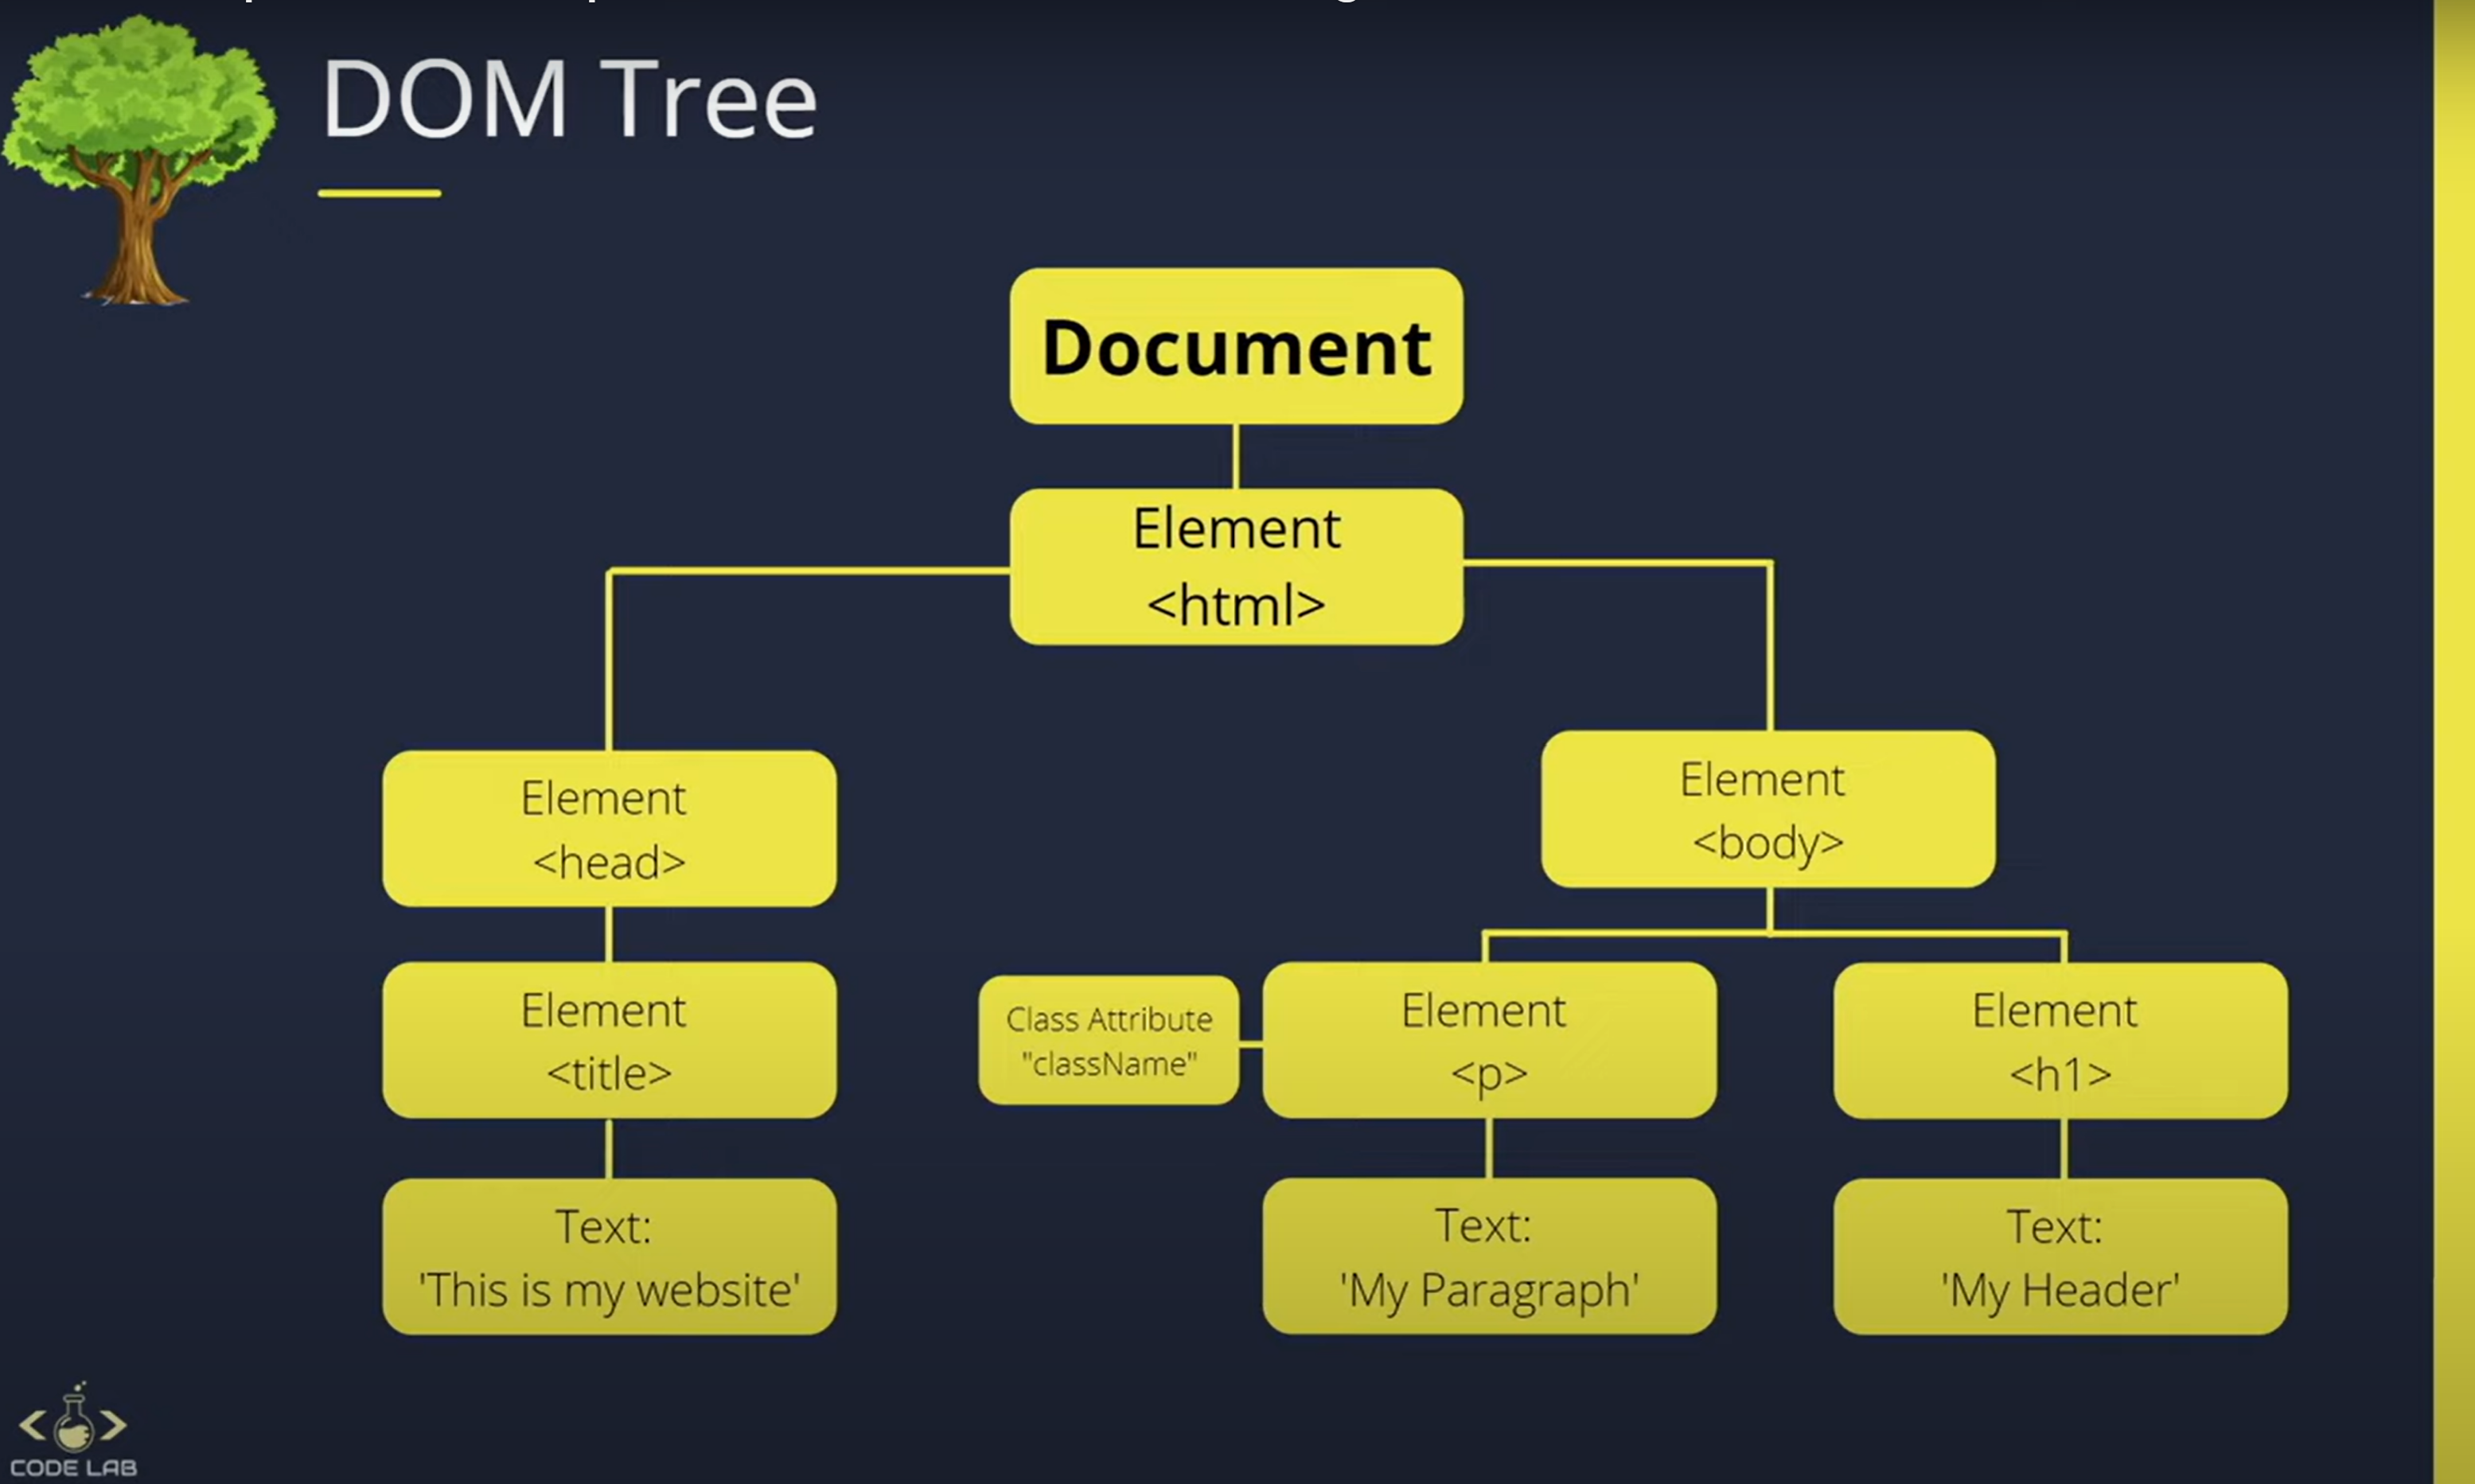 DOM Tree
Document
Element
<html>
Element
<head>
Element
<body>
Element
<title>
Class Attribute
"className"
Element
<p>
Element
<h1>
Text:
'This is my website'
Text:
'My Paragraph'
Text:
'My Header'
CODE LAB